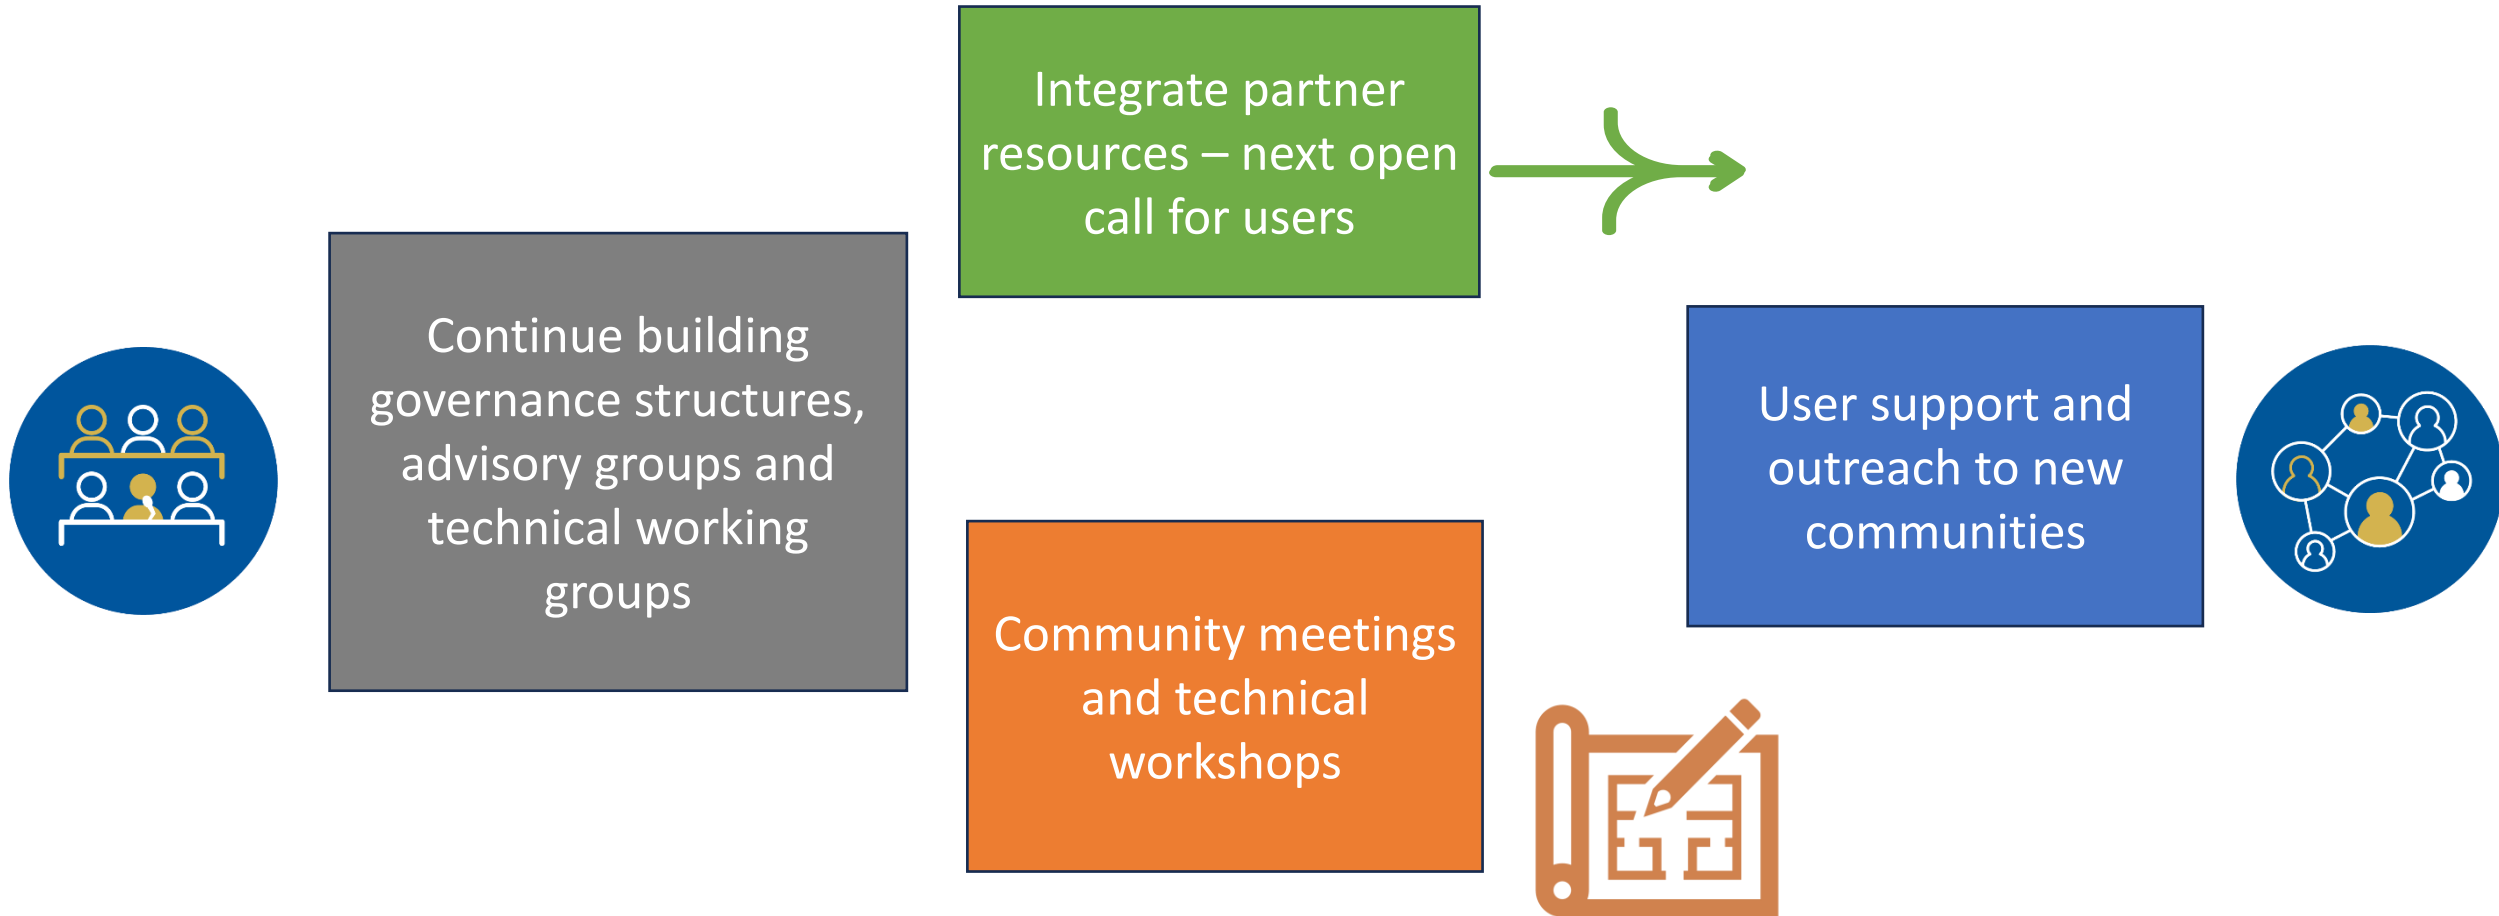 Integrate partner
resources – next open
call for users
Continue building
governance structures,
advisory groups and
technical working
groups
User support and
outreach to new
communities
Community meetings
and technical
workshops